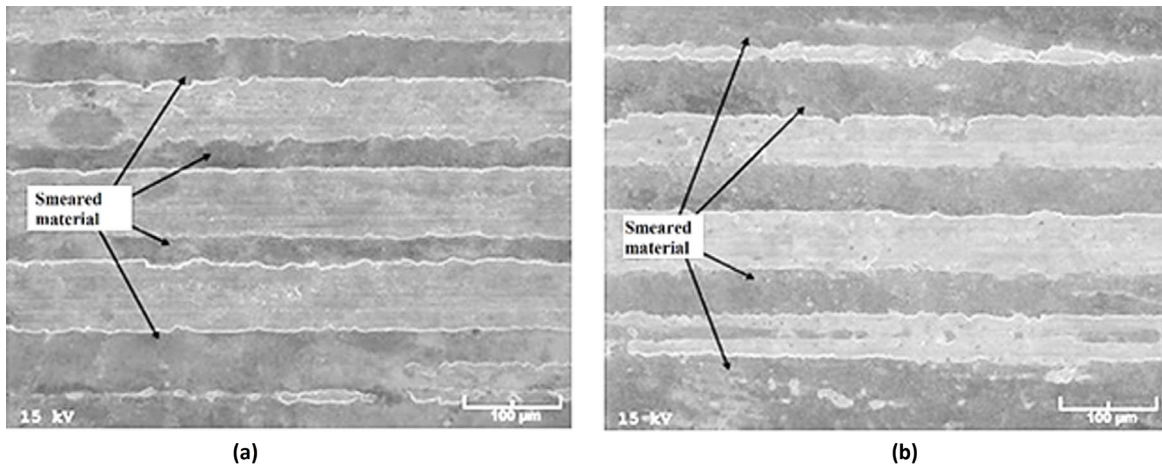 Smeared
material
15 kV
100 µm
(a)
Smeared
material
15 kV
100 µm
(b)